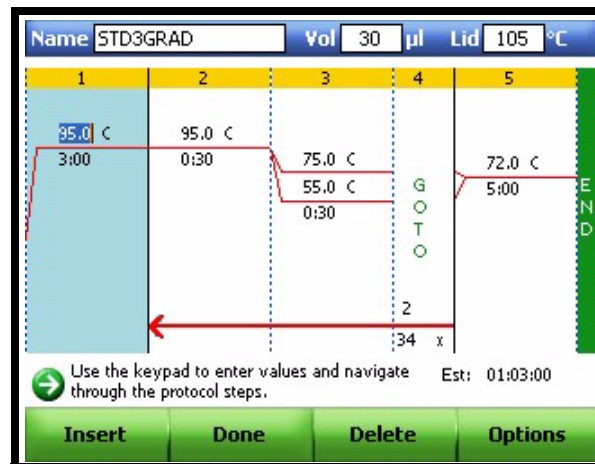 Name STD3GRAD Vol 30 µl Lid 105 °C
1 2 3 4 5
95.0 C 95.0 C
3:00 0:30 75.0 C 72.0 C
55.0 C 5:00
0:30
GOTO
END
2
34 x
Use the keypad to enter values and navigate Est: 01:03:00
through the protocol steps.
Insert Done Delete Options